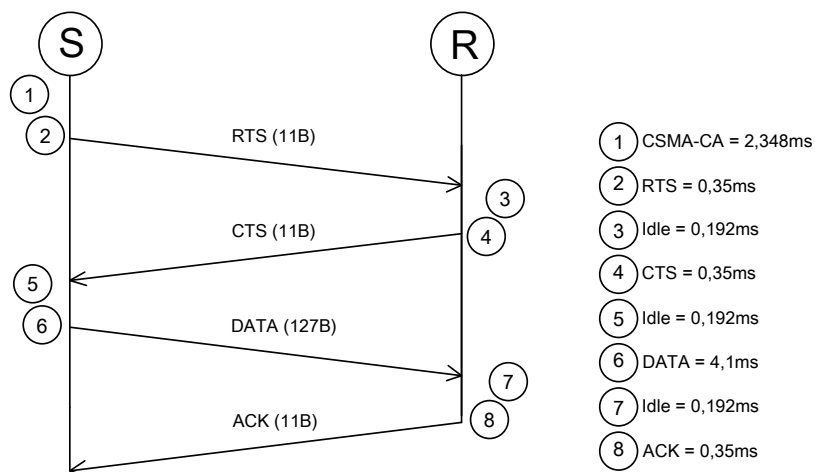 S
R
1
2
RTS (11B)
3
CTS (11B)
4
5
6
DATA (127B)
7
ACK (11B)
8
1 CSMA-CA = 2,348ms
2 RTS = 0,35ms
3 Idle = 0,192ms
4 CTS = 0,35ms
5 Idle = 0,192ms
6 DATA = 4,1ms
7 Idle = 0,192ms
8 ACK = 0,35ms